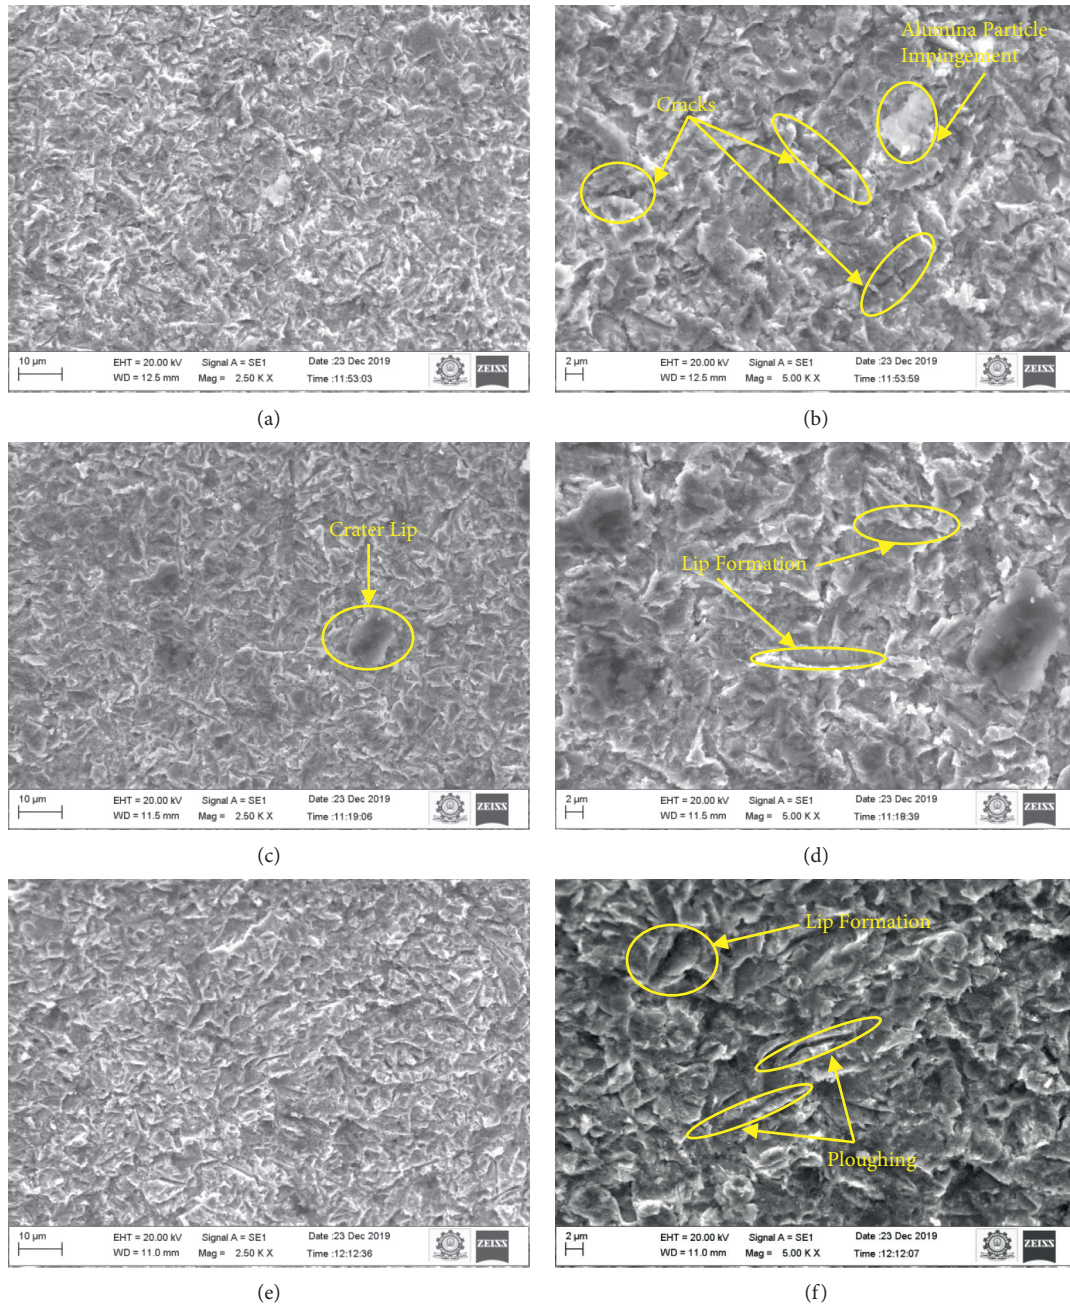 Alumina Particle
Impingement
Cracks
10 µm
EHT = 20.00 kV Signal A = SE1 Date :23 Dec 2019
WD = 12.5 mm Mag = 2.50 K X Time :11:53:03
ZEISS
2 µm
EHT = 20.00 kV Signal A = SE1 Date :23 Dec 2019
WD = 12.5 mm Mag = 5.00 K X Time :11:53:59
ZEISS
(a)
(b)
Crater Lip
Lip Formation
10 µm
EHT = 20.00 kV Signal A = SE1 Date :23 Dec 2019
WD = 11.5 mm Mag = 2.50 K X Time :11:19:06
ZEISS
2 µm
EHT = 20.00 kV Signal A = SE1 Date :23 Dec 2019
WD = 11.5 mm Mag = 5.00 K X Time :11:18:39
ZEISS
(c)
(d)
Lip Formation
Ploughing
10 µm
EHT = 20.00 kV Signal A = SE1 Date :23 Dec 2019
WD = 11.0 mm Mag = 2.50 K X Time :12:12:36
ZEISS
2 µm
EHT = 20.00 kV Signal A = SE1 Date :23 Dec 2019
WD = 11.0 mm Mag = 5.00 K X Time :12:12:07
ZEISS
(e)
(f)